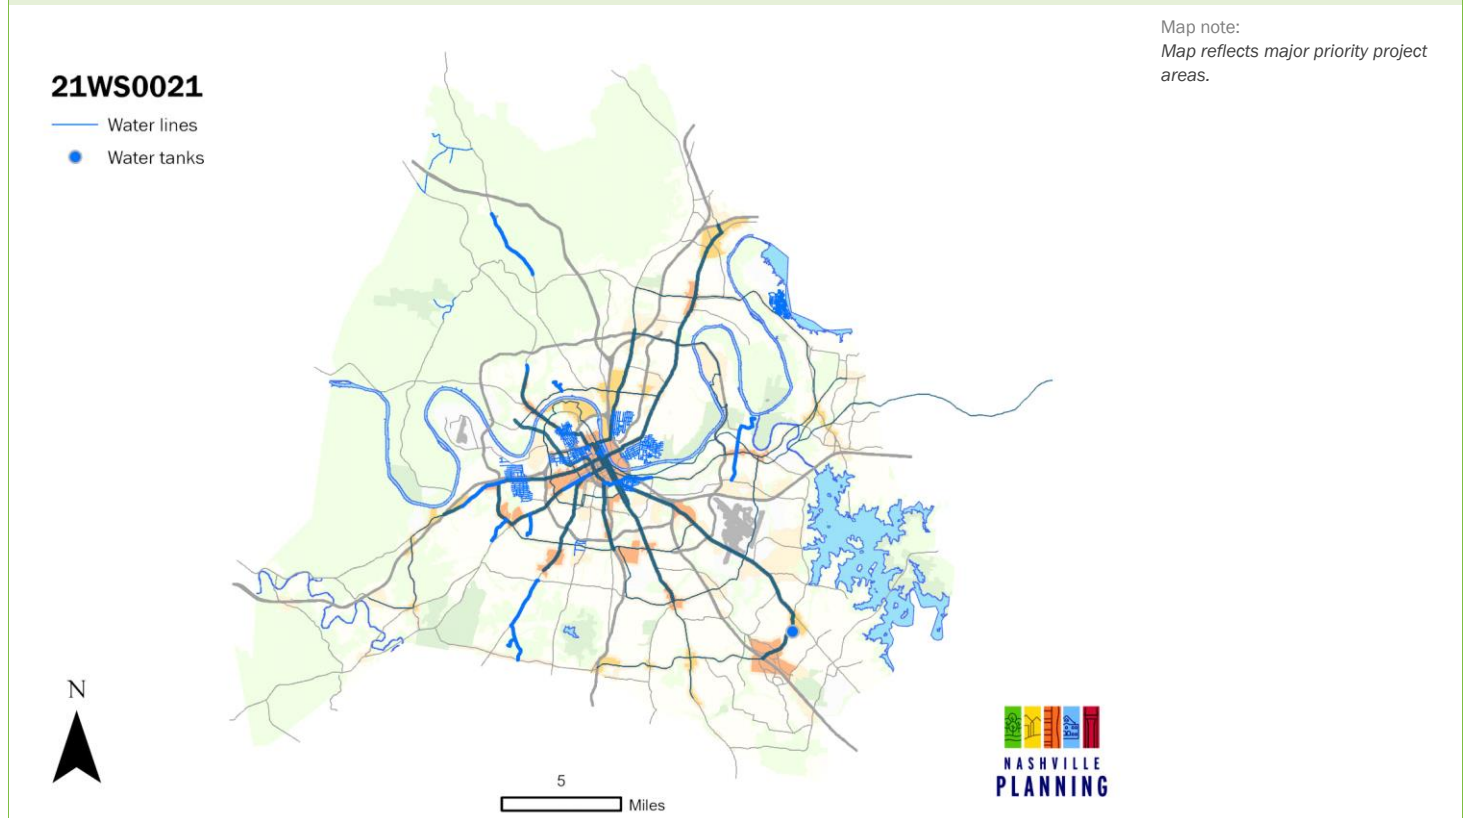 Map note:
Map reflects major priority project
areas.
21WS0021
Water lines
Water tanks
N
5
Miles
NASHVILLE
PLANNING